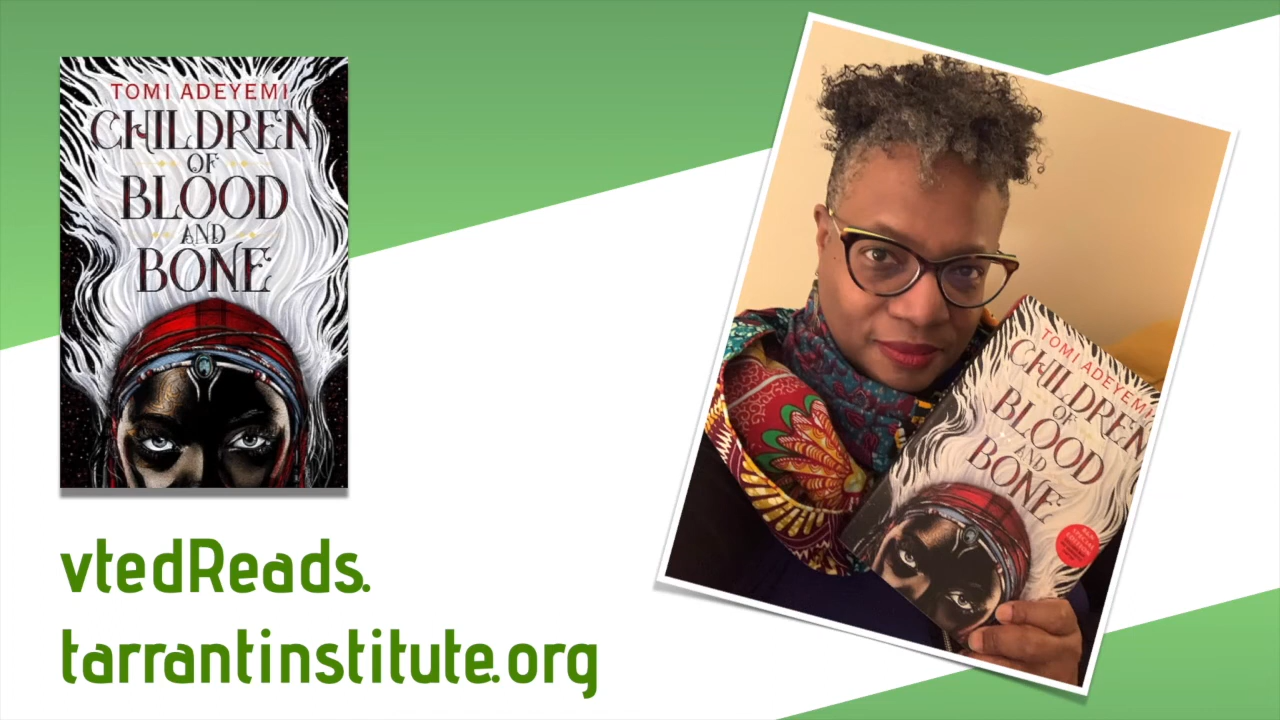 TOMI ADEYEMI
CHILDREN
OF
BLOOD
AND
BONE
vtedReads.
tarrantinstitute.org
TOMI ADEYEMI
CHILDREN
OF
BLOOD
AND
BONE